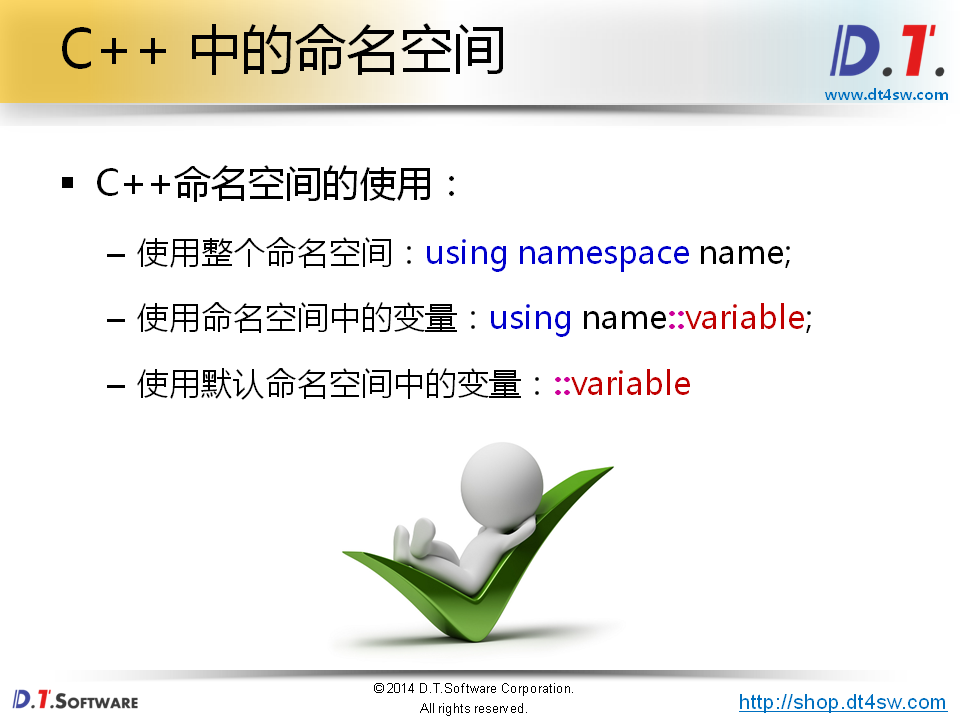 C++ 中的命名空间
D.T.
www.dt4sw.com
▪ C++命名空间的使用：
– 使用整个命名空间：using namespace name;
– 使用命名空间中的变量：using name::variable;
– 使用默认命名空间中的变量：::variable
D.T.SOFTWARE
©2014 D.T.Software Corporation.
All rights reserved.
http://shop.dt4sw.com